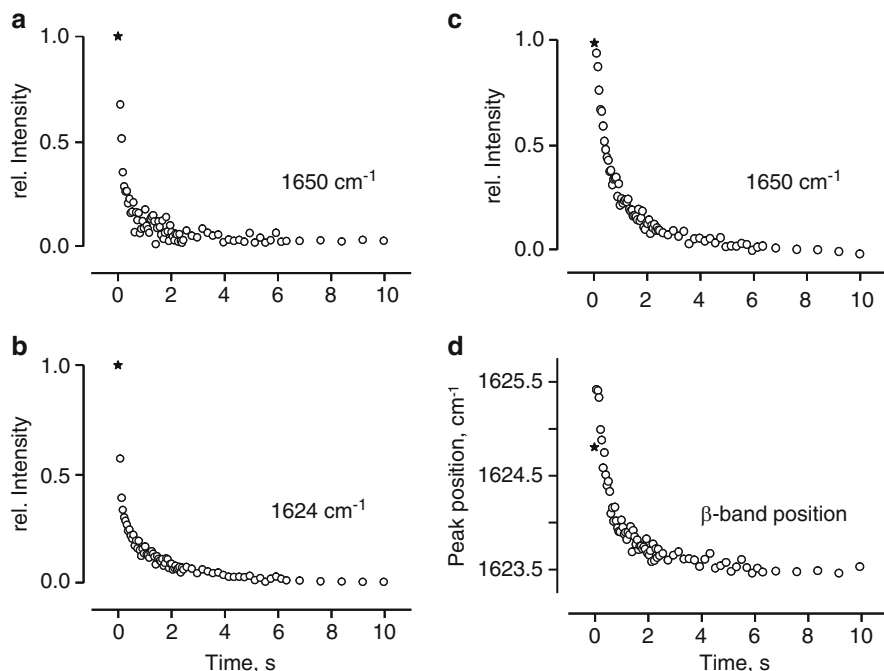 a
1.0
0.5
0.0
rel. Intensity
1650 cm⁻¹
0 2 4 6 8 10
b
1.0
0.5
0.0
rel. Intensity
1624 cm⁻¹
0 2 4 6 8 10
Time, s
c
1.0
0.5
0.0
rel. Intensity
1650 cm⁻¹
0 2 4 6 8 10
d
1625.5
1624.5
1623.5
Peak position, cm⁻¹
β-band position
0 2 4 6 8 10
Time, s